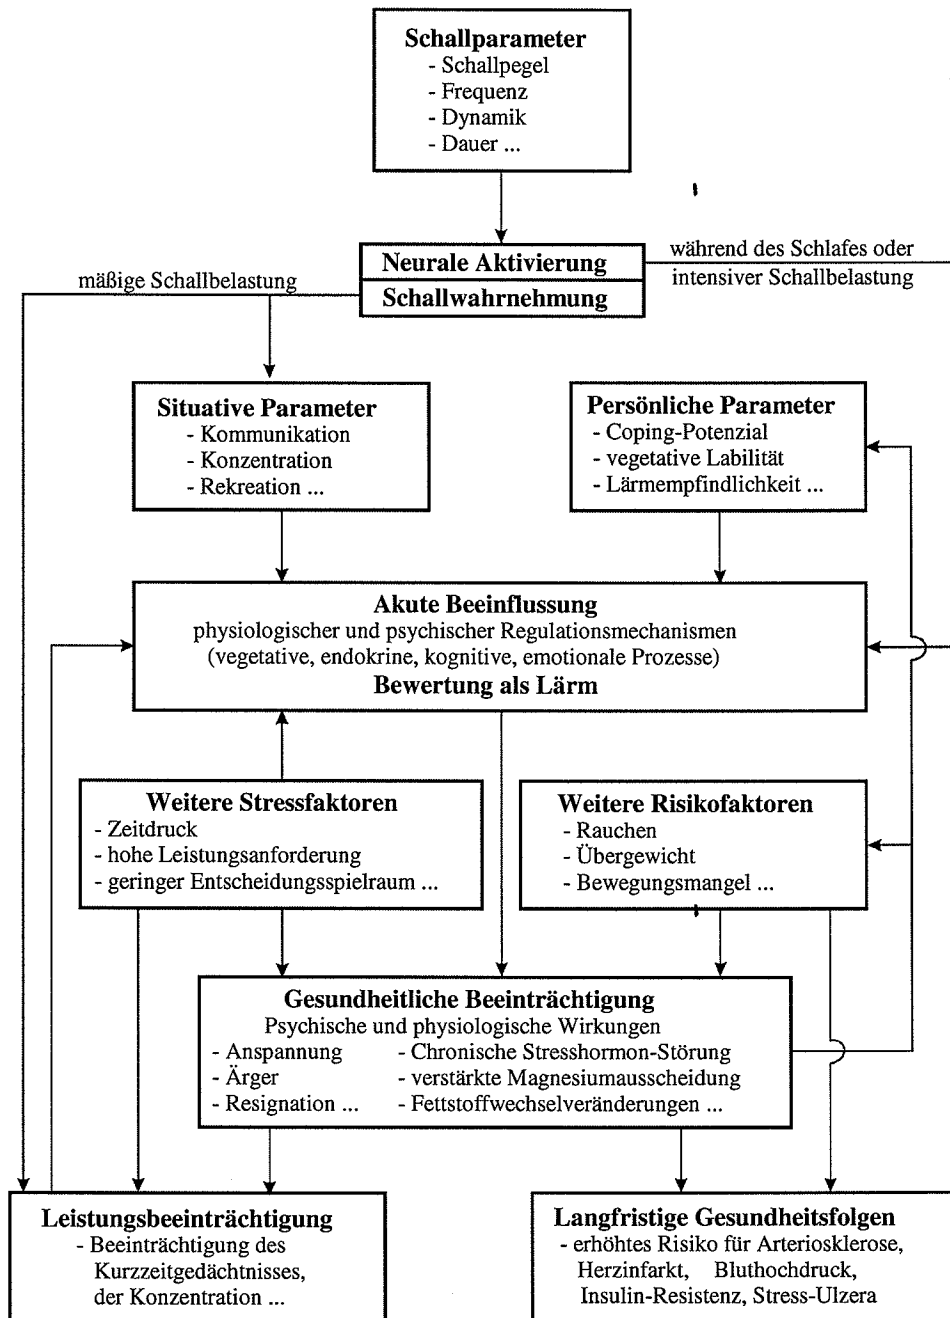 Schallparameter
- Schallpegel
- Frequenz
- Dynamik
- Dauer ...
Neurale Aktivierung
Schallwahrnehmung
während des Schlafes oder
intensiver Schallbelastung
mäßige Schallbelastung
Situative Parameter
- Kommunikation
- Konzentration
- Rekreation ...
Persönliche Parameter
- Coping-Potenzial
- vegetative Labilität
- Lärmempfindlichkeit ...
Akute Beeinflussung
physiologischer und psychischer Regulationsmechanismen
(vegetative, endokrine, kognitive, emotionale Prozesse)
Bewertung als Lärm
Weitere Stressfaktoren
- Zeitdruck
- hohe Leistungsanforderung
- geringer Entscheidungsspielraum ...
Weitere Risikofaktoren
- Rauchen
- Übergewicht
- Bewegungsmangel ...
Gesundheitliche Beeinträchtigung
Psychische und physiologische Wirkungen
- Anspannung
- Ärger
- Resignation ...
- Chronische Stresshormon-Störung
- verstärkte Magnesiumausscheidung
- Fettstoffwechselveränderungen ...
Leistungsbeeinträchtigung
- Beeinträchtigung des
Kurzzeitgedächtnisses,
der Konzentration ...
Langfristige Gesundheitsfolgen
- erhöhtes Risiko für Arteriosklerose,
Herzinfarkt, Bluthochdruck,
Insulin-Resistenz, Stress-Ulzera